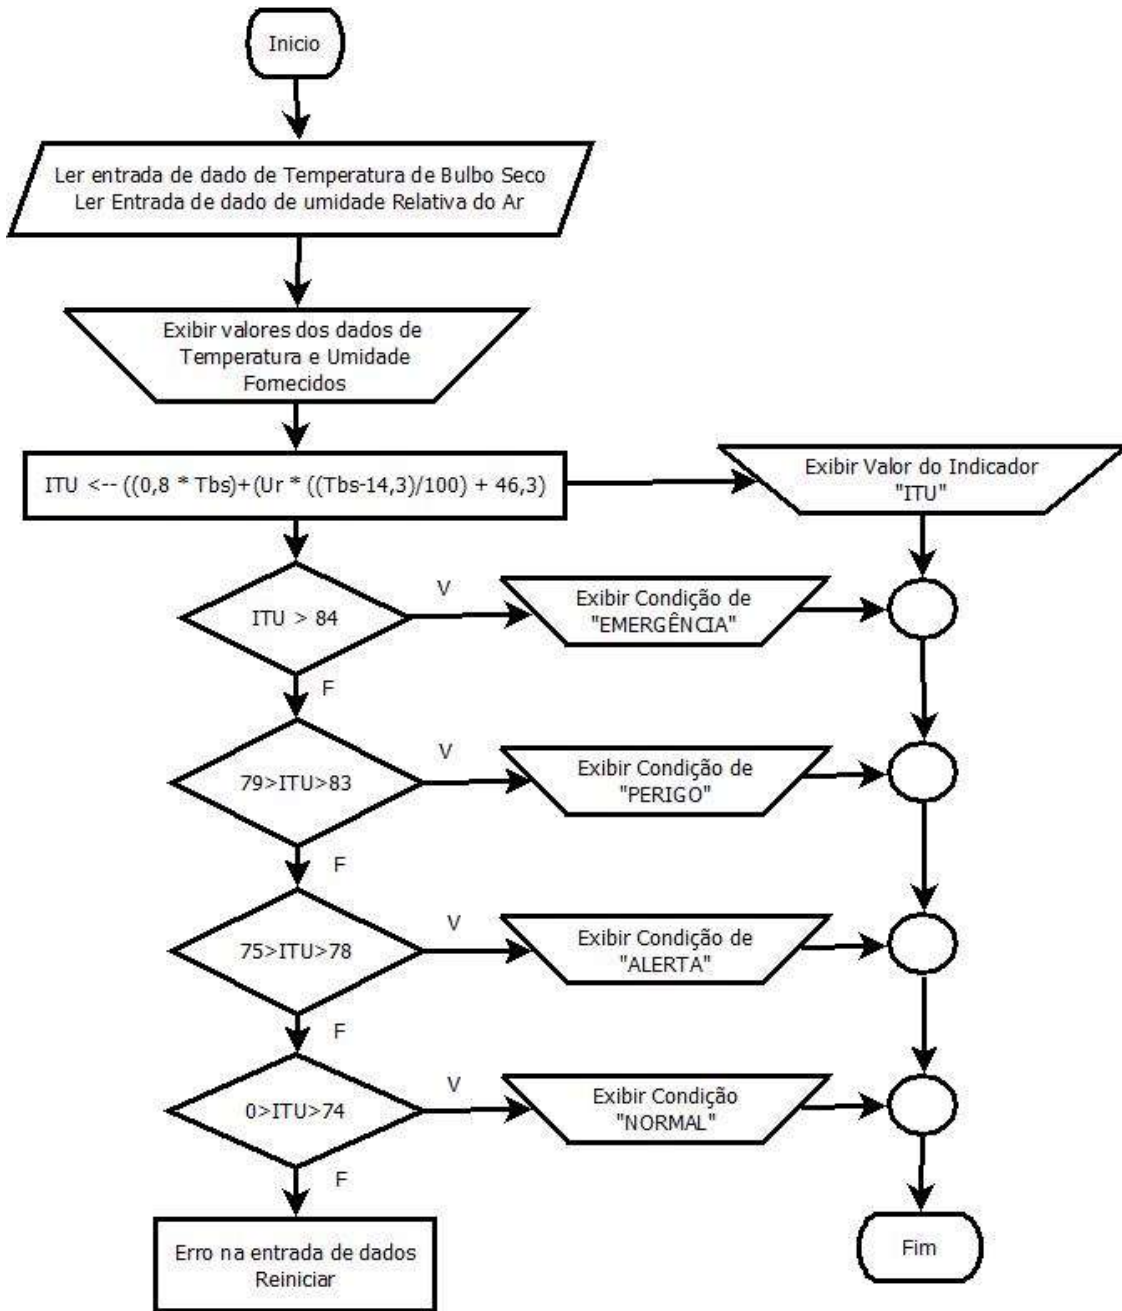 Inicio
Ler entrada de dado de Temperatura de Bulbo Seco
Ler Entrada de dado de umidade Relativa do Ar
Exibir valores dos dados de
Temperatura e Umidade
Fornecidos
ITU <-- ((0,8 * Tbs)+(Ur * ((Tbs-14,3)/100) + 46,3)
Exibir Valor do Indicador
"ITU"
ITU > 84
V
Exibir Condição de
"EMERGÊNCIA"
F
79>ITU>83
V
Exibir Condição de
"PERIGO"
F
75>ITU>78
V
Exibir Condição de
"ALERTA"
F
0>ITU>74
V
Exibir Condição
"NORMAL"
F
Erro na entrada de dados
Reiniciar
Fim